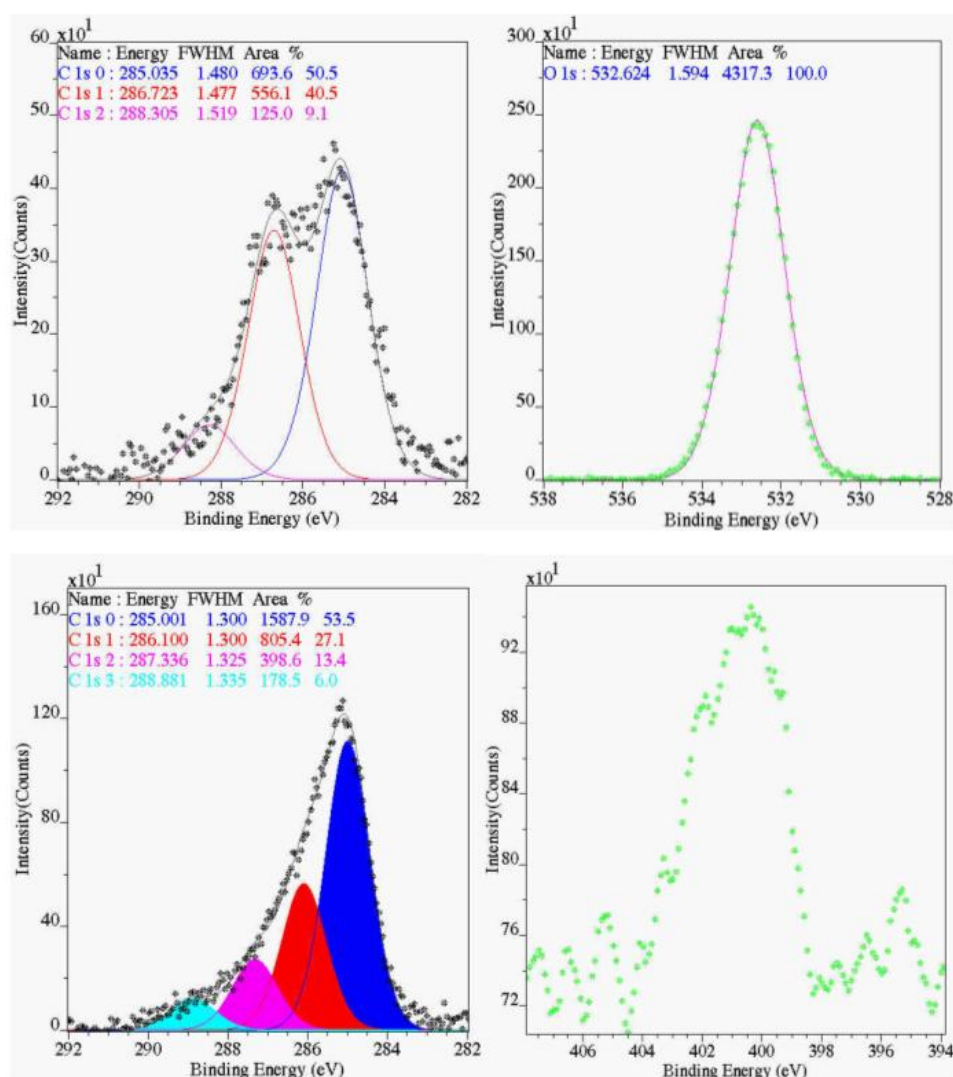 x10¹
60
50
40
30
20
10
0
Intensity(Counts)
Name : Energy FWHM Area %
C 1s 0 : 285.035 1.480 693.6 50.5
C 1s 1 : 286.723 1.477 556.1 40.5
C 1s 2 : 288.305 1.519 125.0 9.1
292 290 288 286 284 282
Binding Energy (eV)
x10¹
300
250
200
150
100
50
0
Intensity(Counts)
Name : Energy FWHM Area %
O 1s : 532.624 1.594 4317.3 100.0
538 536 534 532 530 528
Binding Energy (eV)
x10¹
160
120
80
40
0
Intensity(Counts)
Name : Energy FWHM Area %
C 1s 0 : 285.001 1.300 1587.9 53.5
C 1s 1 : 286.100 1.300 805.4 27.1
C 1s 2 : 287.336 1.325 398.6 13.4
C 1s 3 : 288.881 1.335 178.5 6.0
292 290 288 286 284 282
Binding Energy (eV)
x10¹
92
88
84
80
76
72
Intensity(Counts)
406 404 402 400 398 396 394
Binding Energy (eV)